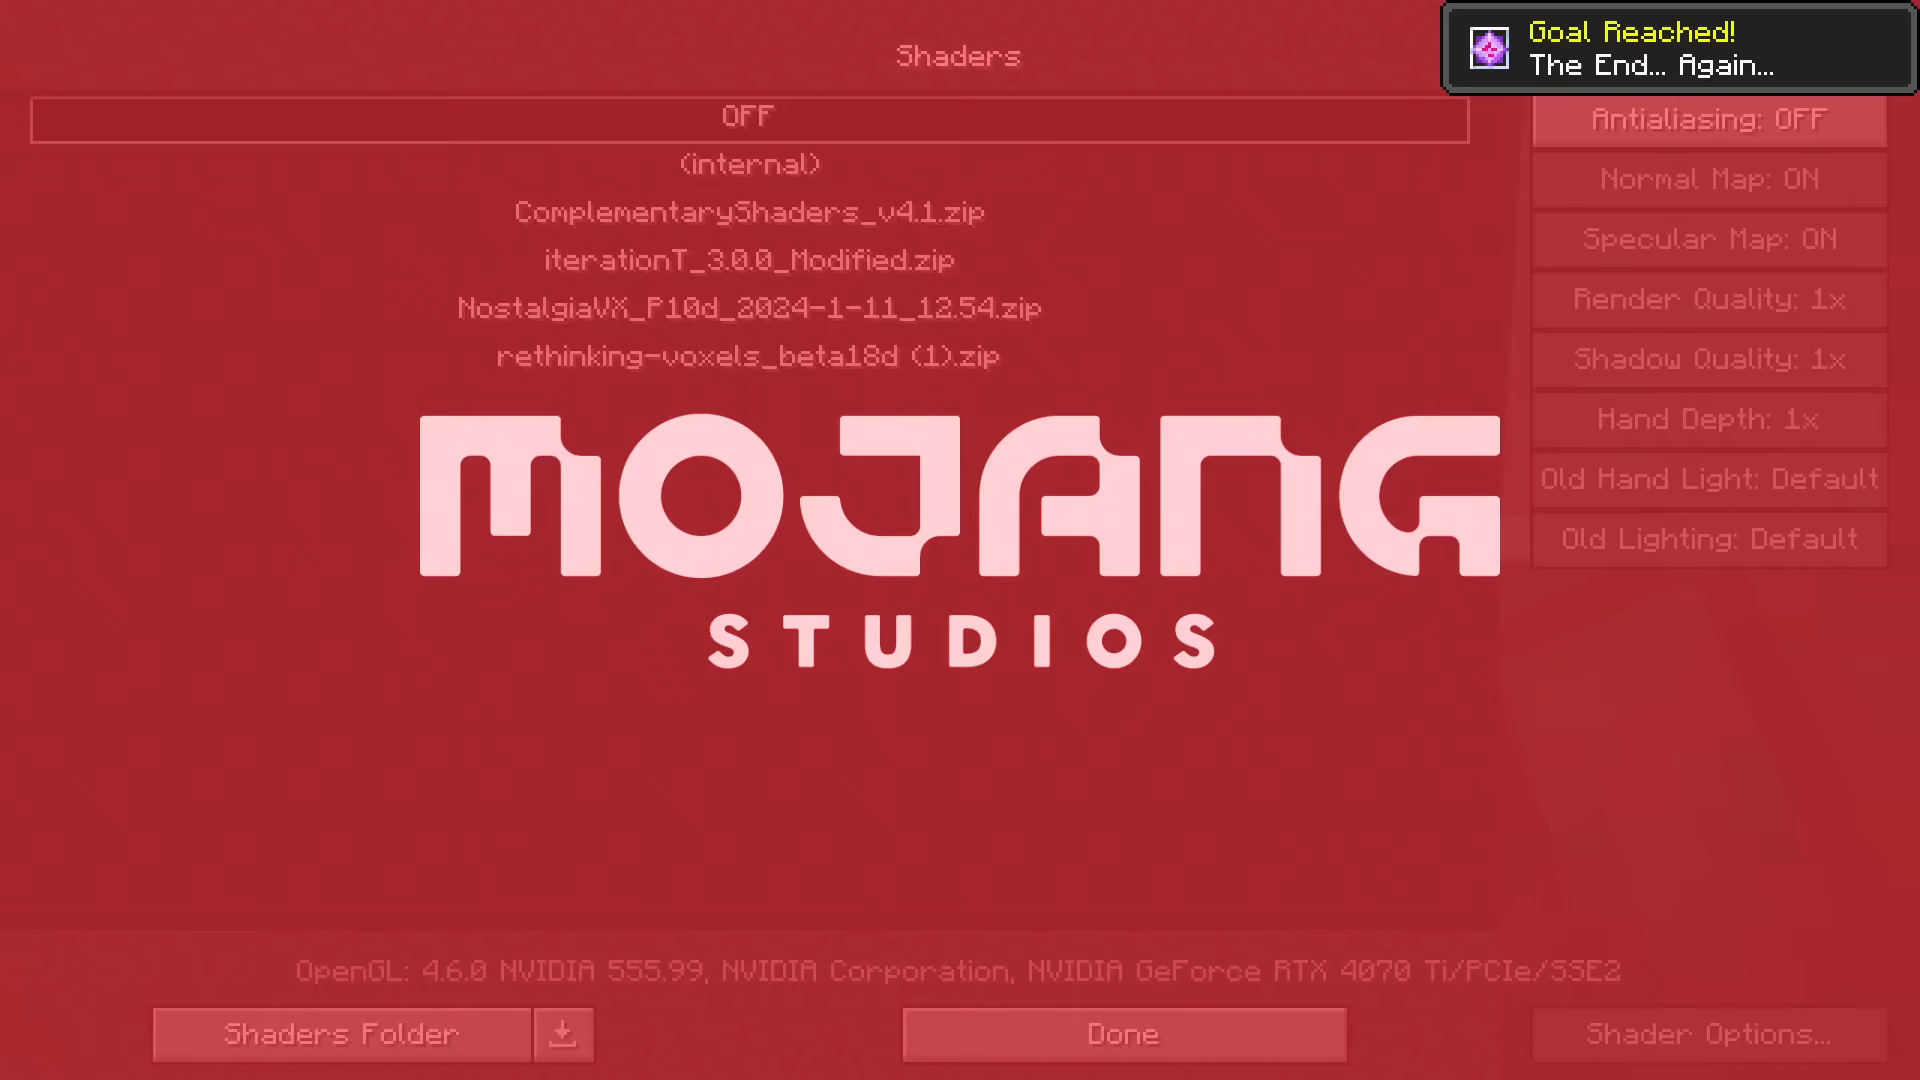 Shaders
Goal Reached!
The End... Again...
OFF
(internal)
ComplementaryShaders_v4.1.zip
iterationT_3.0.0_Modified.zip
NostalgiaVX_P10d_2024-1-11_12.54.zip
rethinking-voxels_beta18d (1).zip
Antialiasing: OFF
Normal Map: ON
Specular Map: ON
Render Quality: 1x
Shadow Quality: 1x
Hand Depth: 1x
Old Hand Light: Default
Old Lighting: Default
MOJANG
STUDIOS
OpenGL: 4.6.0 NVIDIA 555.99, NVIDIA Corporation, NVIDIA GeForce RTX 4070 Ti/PCIe/SSE2
Shaders Folder
Done
Shader Options...